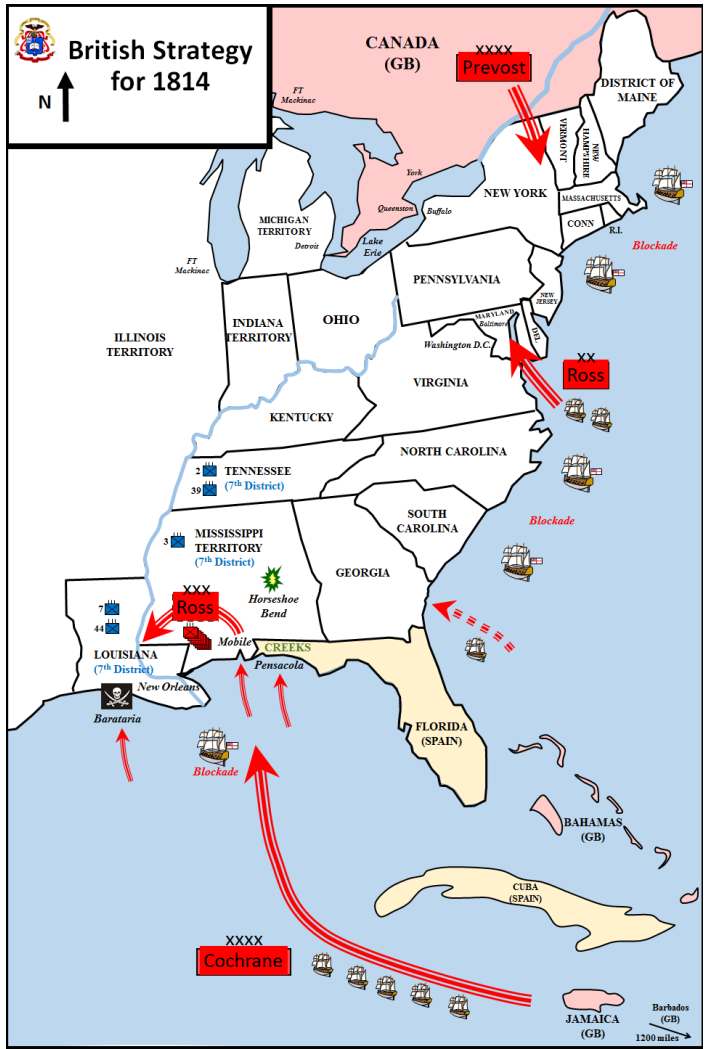 British Strategy
for 1814
N
CANADA
(GB)
XXXX
Prevost
DISTRICT OF
MAINE
FT
Mackinac
VERMONT
NEW
HAMPSHIRE
York
NEW YORK
MASSACHUSETTS
Queenston
Buffalo
MICHIGAN
TERRITORY
Detroit
CONN
R.I.
Lake
Erie
Blockade
FT
Mackinac
PENNSYLVANIA
NEW
JERSEY
OHIO
INDIANA
TERRITORY
ILLINOIS
TERRITORY
MARYLAND
Baltimore
DEL
Washington D.C.
XX
Ross
VIRGINIA
KENTUCKY
NORTH CAROLINA
2
TENNESSEE
39
(7th District)
SOUTH
CAROLINA
Blockade
3
MISSISSIPPI
TERRITORY
(7th District)
GEORGIA
XXX
Ross
Horseshoe
Bend
7
44
Mobile
CREEKS
LOUISIANA
(7th District)
Pensacola
New Orleans
Barataria
FLORIDA
(SPAIN)
Blockade
BAHAMAS
(GB)
CUBA
(SPAIN)
XXXX
Cochrane
JAMAICA
(GB)
Barbados
(GB)
1200 miles